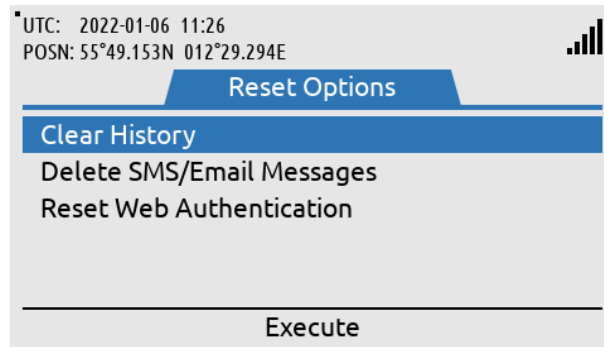 UTC: 2022-01-06 11:26
POSN: 55°49.153N 012°29.294E
Reset Options
Clear History
Delete SMS/Email Messages
Reset Web Authentication
Execute